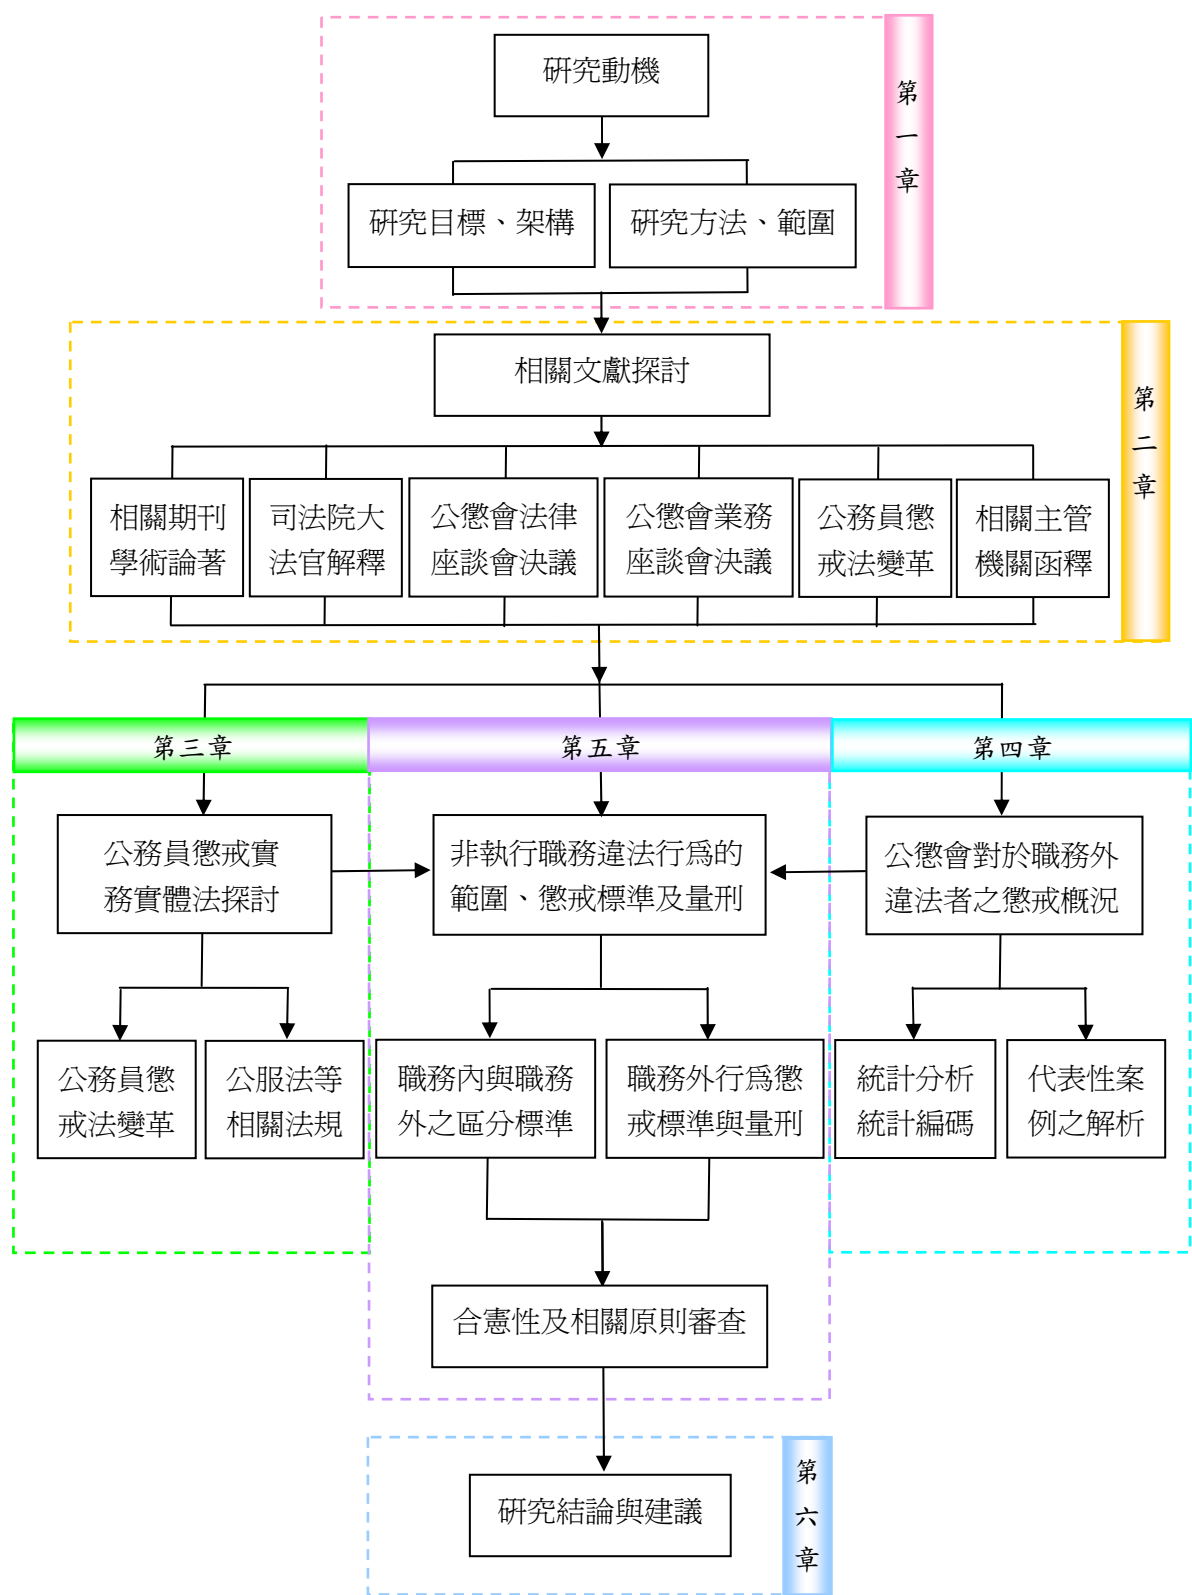 研究動機
第一章
研究目標、架構
研究方法、範圍
相關文獻探討
第二章
相關期刊
學術論著
司法院大
法官解釋
公懲會法律
座談會決議
公懲會業務
座談會決議
公務員懲
戒法變革
相關主管
機關函釋
第三章
第五章
第四章
公務員懲戒實
務實體法探討
非執行職務違法行為的
範圍、懲戒標準及量刑
公懲會對於職務外
違法者之懲戒概況
公務員懲
戒法變革
公服法等
相關法規
職務內與職務
外之區分標準
職務外行為懲
戒標準與量刑
統計分析
統計編碼
代表性案
例之解析
合憲性及相關原則審查
研究結論與建議
第六章